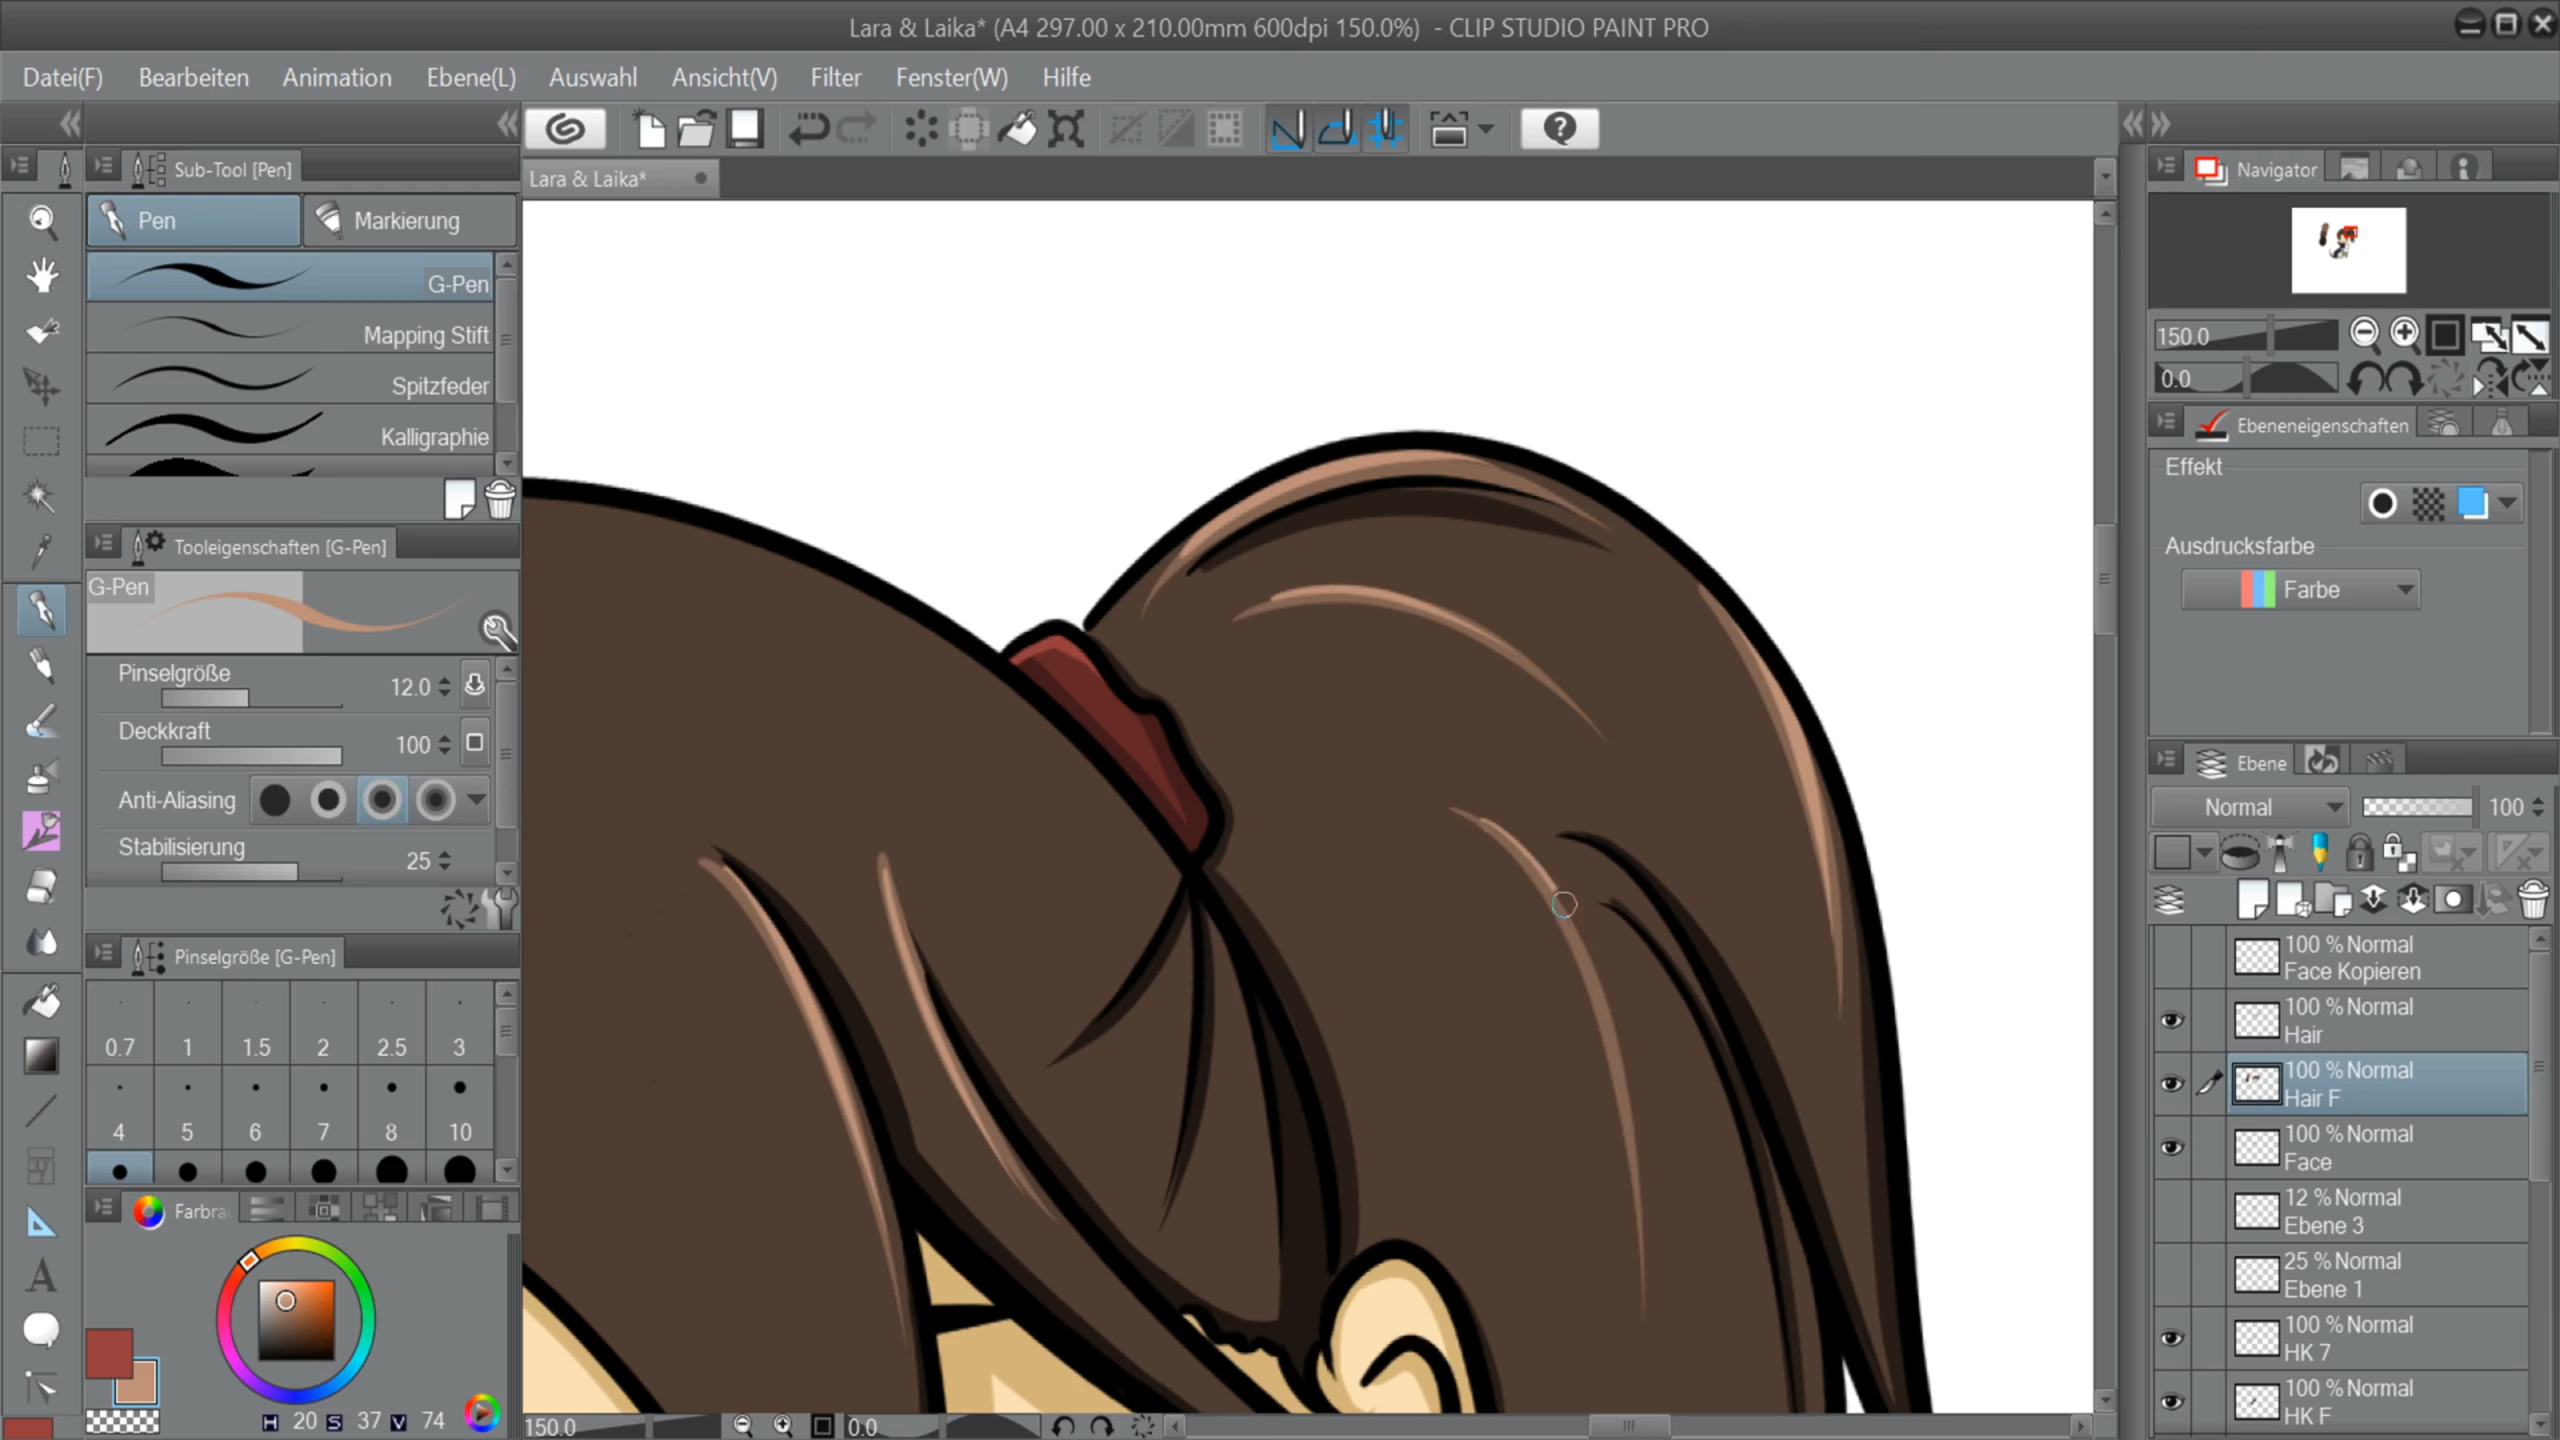 Lara & Laika* (A4 297.00 x 210.00mm 600dpi 150.0%) - CLIP STUDIO PAINT PRO
Datei(F) Bearbeiten Animation Ebene(L) Auswahl Ansicht(V) Filter Fenster(W) Hilfe
Sub-Tool [Pen]
Pen Markierung
G-Pen
Mapping Stift
Spitzfeder
Kalligraphie
Tooleigenschaften [G-Pen]
G-Pen
Pinselgröße 12.0
Deckkraft 100
Anti-Aliasing
Stabilisierung 25
Pinselgröße [G-Pen]
0.7 1 1.5 2 2.5 3
4 5 6 7 8 10
Farbra
H 20 S 37 V 74
A
Lara & Laika*
150.0 0.0
Navigator
150.0
0.0
Ebeneneigenschaften
Effekt
Ausdrucksfarbe
Farbe
Ebene
Normal 100
100 % Normal
Face Kopieren
100 % Normal
Hair
100 % Normal
Hair F
100 % Normal
Face
12 % Normal
Ebene 3
25 % Normal
Ebene 1
100 % Normal
HK 7
100 % Normal
HK F